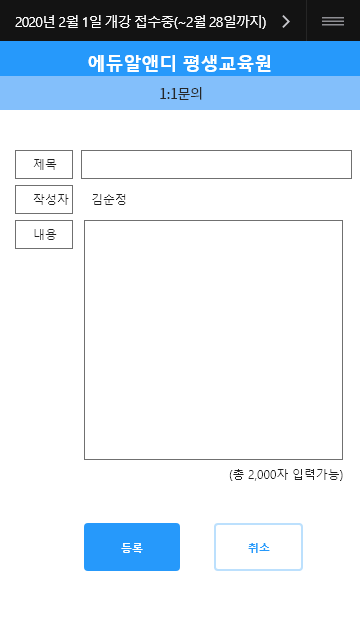 2020년 2월 1일 개강 접수중(~2월 28일까지)
에듀알앤디 평생교육원
1:1문의
제목
작성자 김순정
내용
(총 2,000자 입력가능)
등록 취소